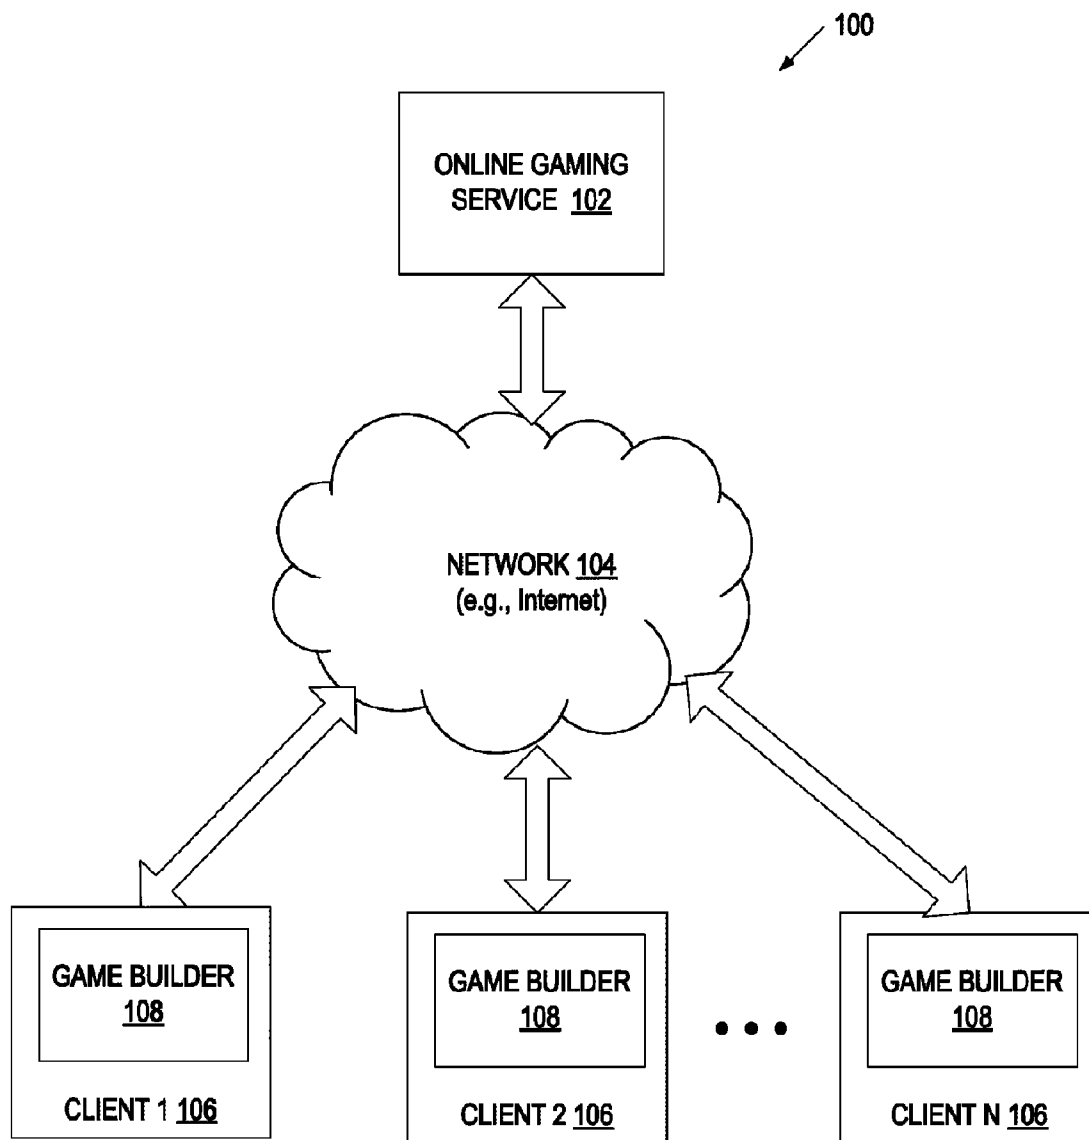 100
ONLINE GAMING
SERVICE 102
NETWORK 104
(e.g., Internet)
GAME BUILDER
108
CLIENT 1 106
GAME BUILDER
108
CLIENT 2 106
GAME BUILDER
108
CLIENT N 106